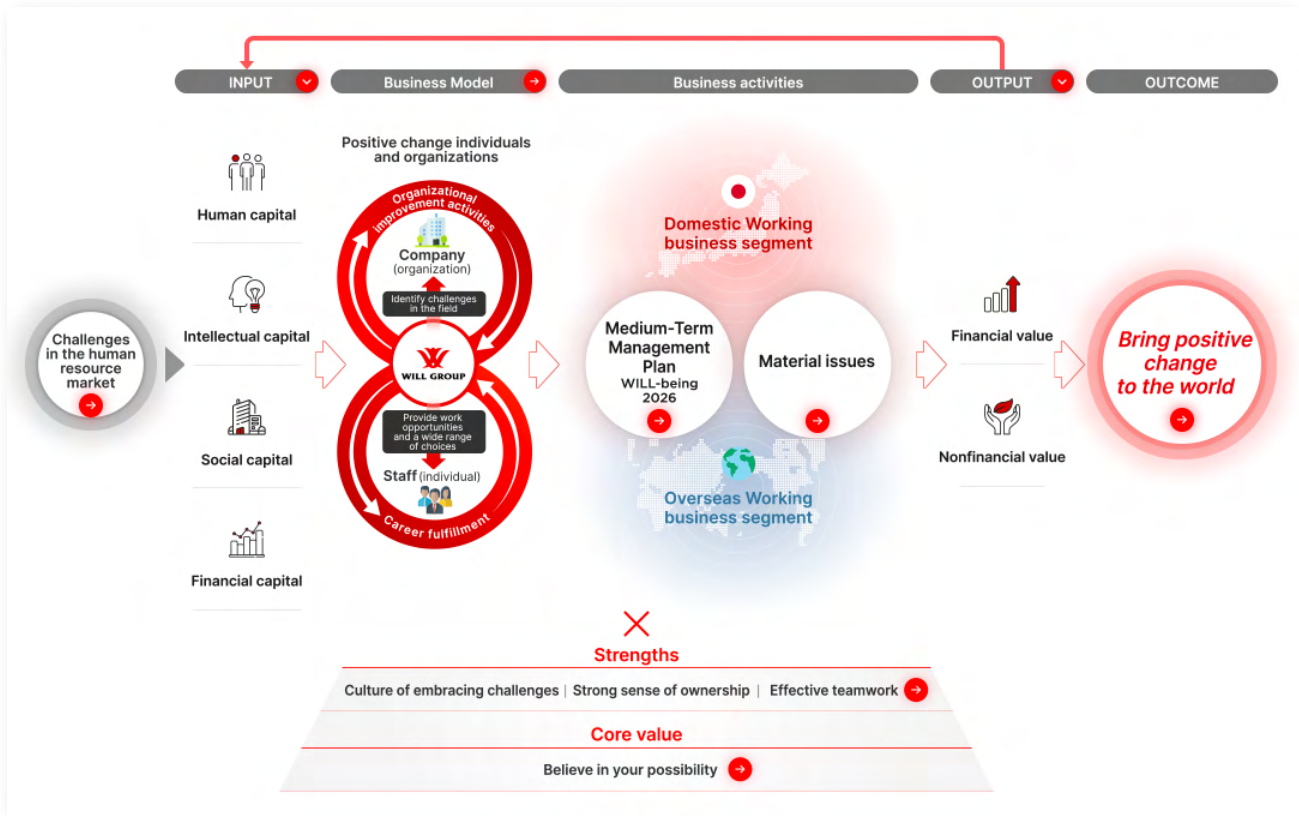 INPUT
Business Model
Business activities
OUTPUT
OUTCOME
Challenges
in the human
resource
market
Human capital
Intellectual capital
Social capital
Financial capital
Positive change individuals
and organizations
Organizational
improvement activities
Company
(organization)
Identify challenges
in the field
WILL GROUP
Provide work
opportunities
and a wide range
of choices
Staff (individual)
Career fulfillment
Domestic Working
business segment
Medium-Term
Management
Plan
WILL-being
2026
Material issues
Overseas Working
business segment
Financial value
Nonfinancial value
Bring positive
change
to the world
Strengths
Culture of embracing challenges | Strong sense of ownership | Effective teamwork
Core value
Believe in your possibility